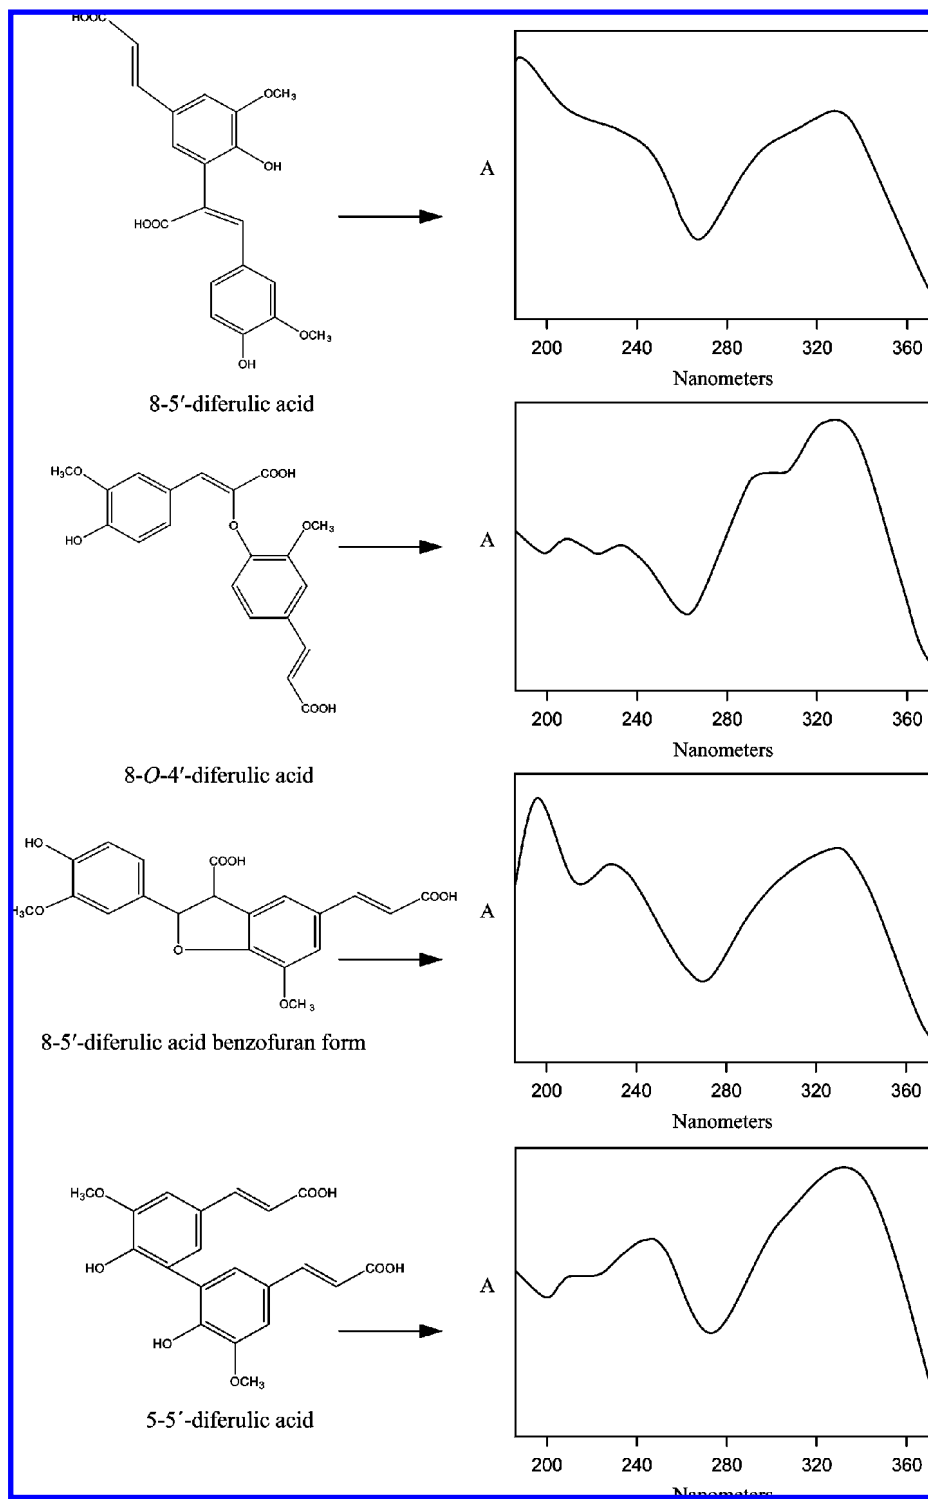 HOOC
OCH3
OH
HOOC
OCH3
OH
8-5′-diferulic acid
A
200 240 280 320 360
Nanometers
H3CO
COOH
HO
O
OCH3
COOH
8-O-4′-diferulic acid
A
200 240 280 320 360
Nanometers
HO
COOH
COOH
H3CO
O
OCH3
8-5′-diferulic acid benzofuran form
A
200 240 280 320 360
Nanometers
H3CO
COOH
HO
COOH
HO
OCH3
5-5´-diferulic acid
A
200 240 280 320 360
Nanometers